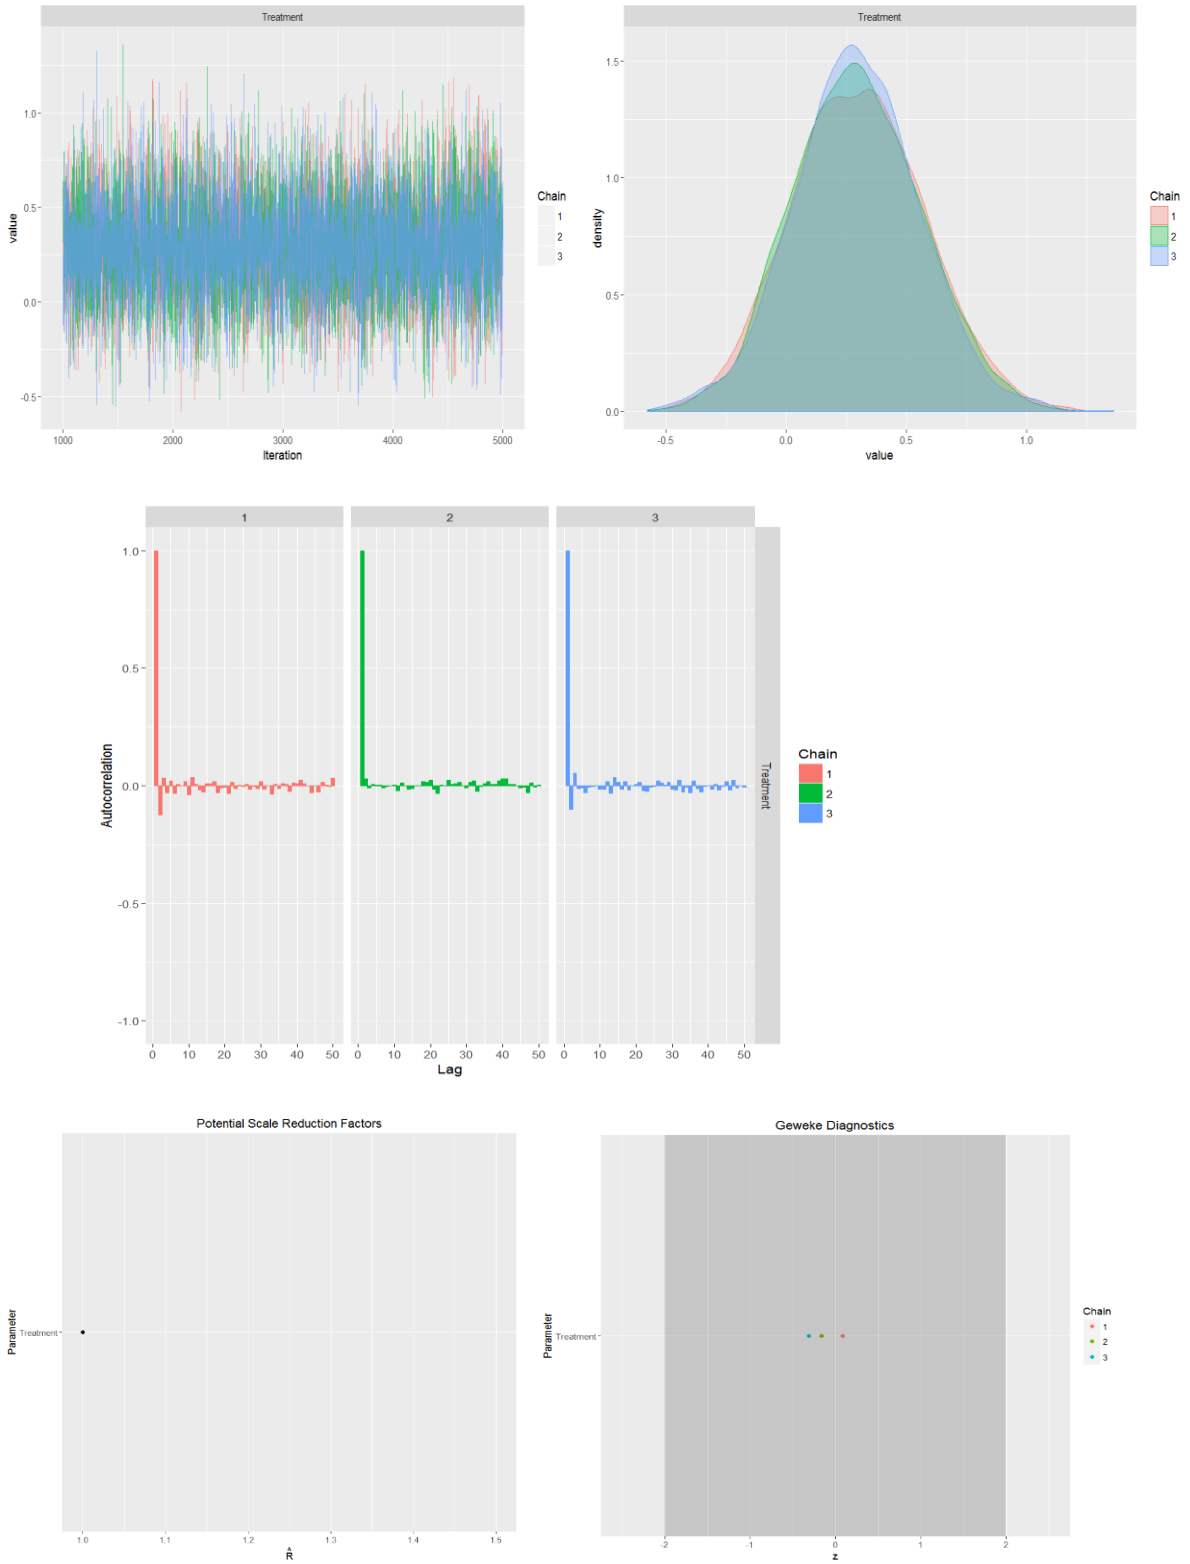 Treatment
1.0
0.5
0.0
-0.5
value
1000 2000 3000 4000 5000
Iteration
Chain
1
2
3
Treatment
1.5
1.0
0.5
0.0
density
-0.5 0.0 0.5 1.0
value
Chain
1
2
3
1 2 3
1.0
0.5
0.0
-0.5
-1.0
Autocorrelation
Treatment
0 10 20 30 40 50 0 10 20 30 40 50 0 10 20 30 40 50
Lag
Chain
1
2
3
Potential Scale Reduction Factors
Parameter
Treatment
1.0 1.1 1.2 1.3 1.4 1.5
R̂
Geweke Diagnostics
Parameter
Treatment
-2 -1 0 1 2
z
Chain
1
2
3